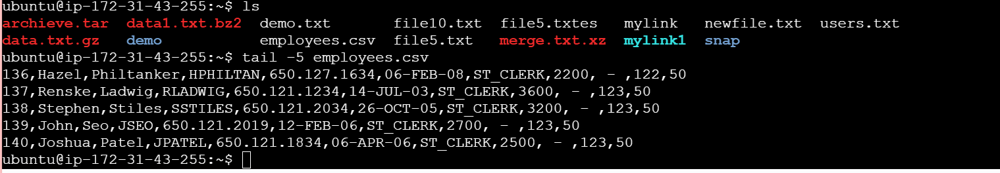 ubuntu@ip-172-31-43-255:~$ ls
archieve.tar data1.txt.bz2 demo.txt file10.txt file5.txtes mylink newfile.txt users.txt
data.txt.gz demo employees.csv file5.txt merge.txt.xz mylink1 snap
ubuntu@ip-172-31-43-255:~$ tail -5 employees.csv
136,Hazel,Philtanker,HPHILTAN,650.127.1634,06-FEB-08,ST_CLERK,2200, - ,122,50
137,Renske,Ladwig,RLADWIG,650.121.1234,14-JUL-03,ST_CLERK,3600, - ,123,50
138,Stephen,Stiles,SSTILES,650.121.2034,26-OCT-05,ST_CLERK,3200, - ,123,50
139,John,Seo,JSEO,650.121.2019,12-FEB-06,ST_CLERK,2700, - ,123,50
140,Joshua,Patel,JPATEL,650.121.1834,06-APR-06,ST_CLERK,2500, - ,123,50
ubuntu@ip-172-31-43-255:~$